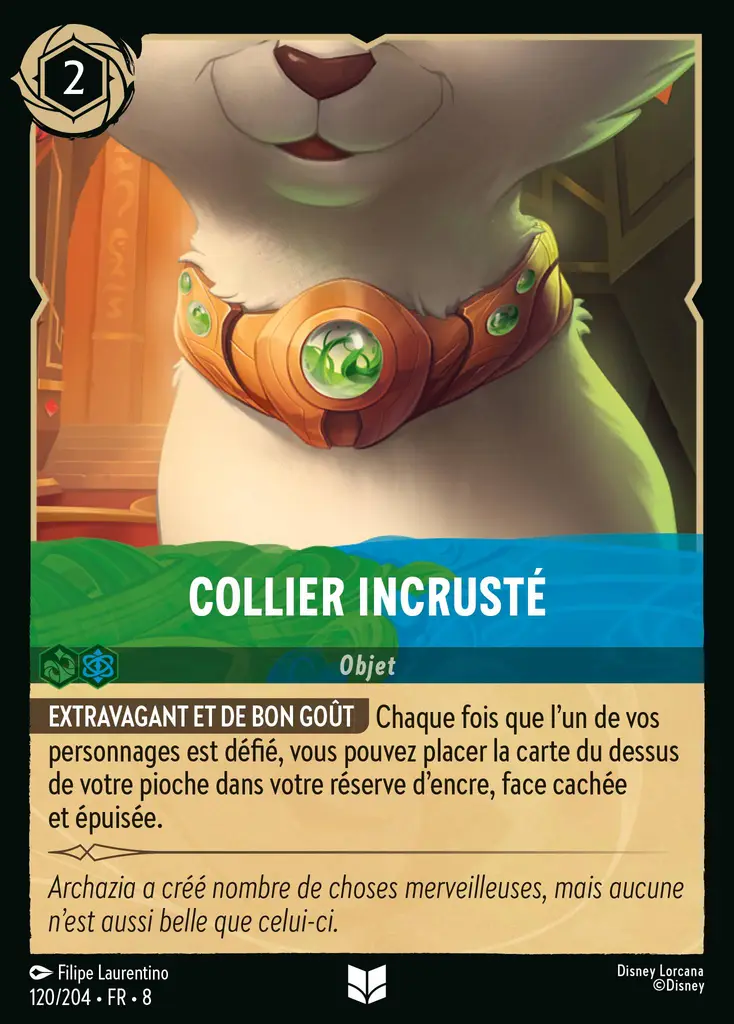 2
COLLIER INCRUSTÉ
Objet
EXTRAVAGANT ET DE BON GOÛT Chaque fois que l'un de vos
personnages est défié, vous pouvez placer la carte du dessus
de votre pioche dans votre réserve d'encre, face cachée
et épuisée.
Archazia a créé nombre de choses merveilleuses, mais aucune
n'est aussi belle que celui-ci.
Filipe Laurentino
120/204 • FR • 8
Disney Lorcana
©Disney